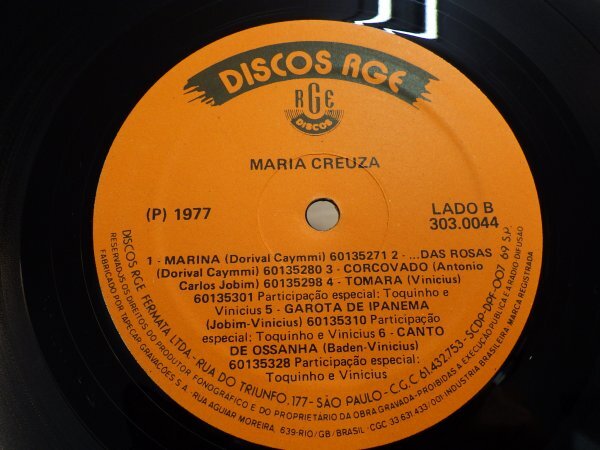 DISCOS RGE
RGE
DISCOS
MARIA CREUZA
(P) 1977
LADO B
303.0044
1 - MARINA (Dorival Caymmi) 60135271 2 - ...DAS ROSAS
(Dorival Caymmi) 60135280 3 - CORCOVADO (Antonio
Carlos Jobim) 60135298 4 - TOMARA (Vinicius)
60135301 Participação especial: Toquinho e
Vinicius 5 - GAROTA DE IPANEMA
(Jobim-Vinicius) 60135310 Participação
especial: Toquinho e Vinicius 6 - CANTO
DE OSSANHA (Baden-Vinicius)
60135328 Participação especial:
Toquinho e Vinicius
DISCOS RGE FERMATA LTDA. - RUA DO TRIUNFO, 177 - SÃO PAULO - C.G.C 61.432.753 - SCDP-DPF-007 69 S.P.
RESERVADOS OS DIREITOS DO PRODUTOR FONOGRÁFICO E DO PROPRIETÁRIO DA OBRA GRAVADA - PROIBIDAS A EXECUÇÃO PÚBLICA E A RADIO DIFUSÃO
FABRICADO POR TAPECAR GRAVAÇÕES S.A. RUA AGUIAR MOREIRA, 639-RIO/GB/BRASIL - CGC 33 631 433/001 - INDUSTRIA BRASILEIRA MARCA REGISTRADA